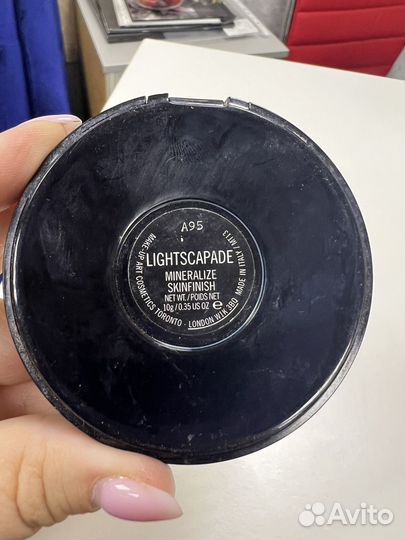 A95
LIGHTSCAPADE
MINERALIZE
SKINFINISH
NET WT./POIDS NET
10g/0.35 US OZ e
MAKE-UP ART COSMETICS TORONTO · LONDON W1K 3BQ MADE IN ITALY / MT13
Avito